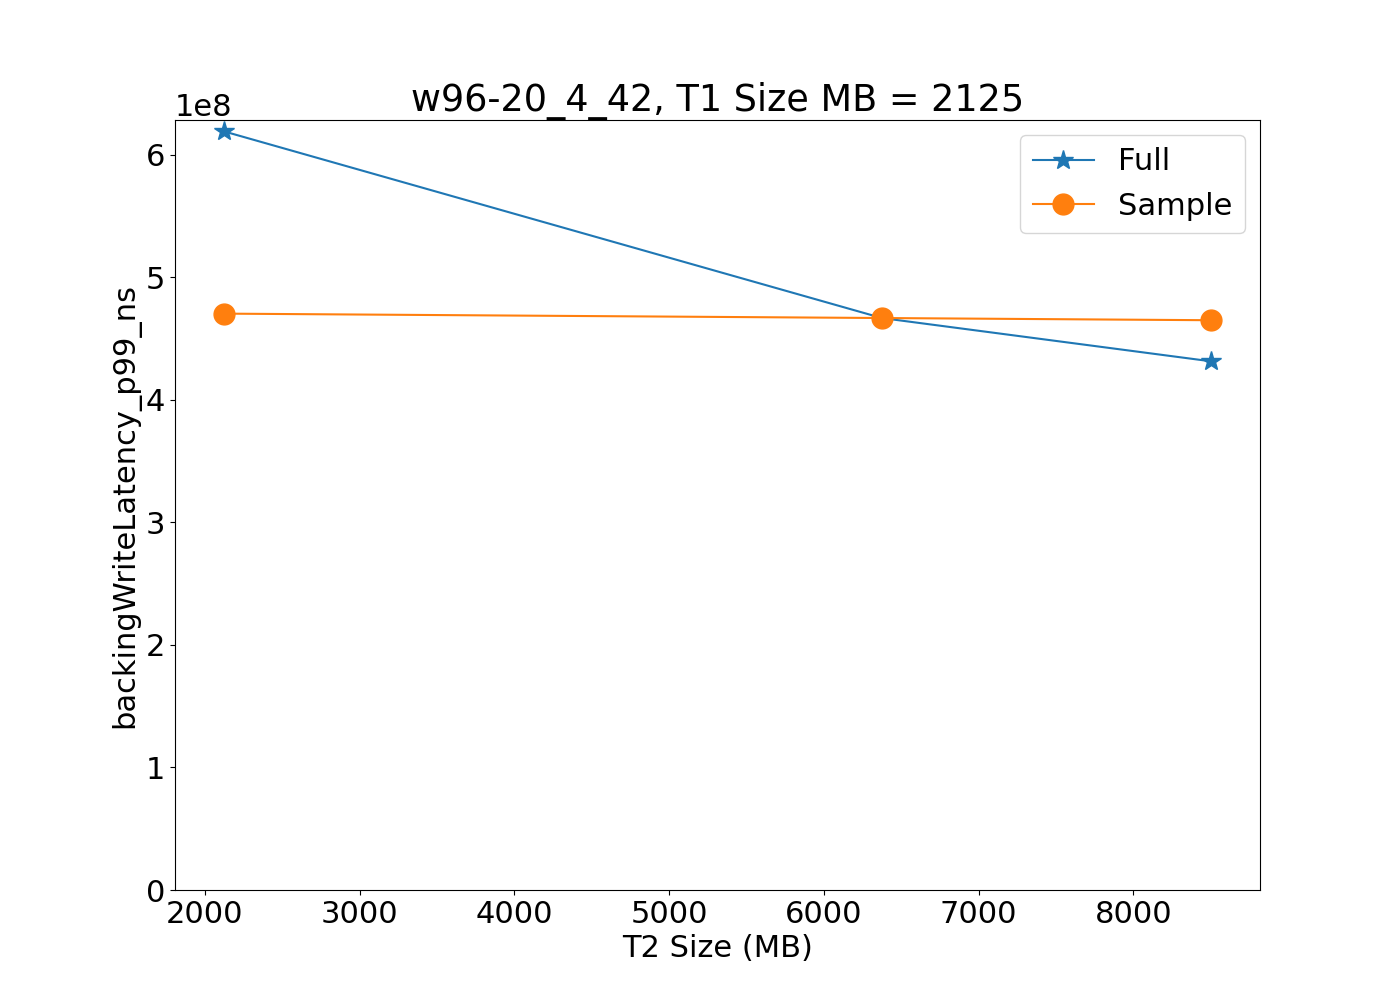 w96-20_4_42, T1 Size MB = 2125
1e8
Full
Sample
6
5
4
3
2
1
0
backingWriteLatency_p99_ns
2000 3000 4000 5000 6000 7000 8000
T2 Size (MB)